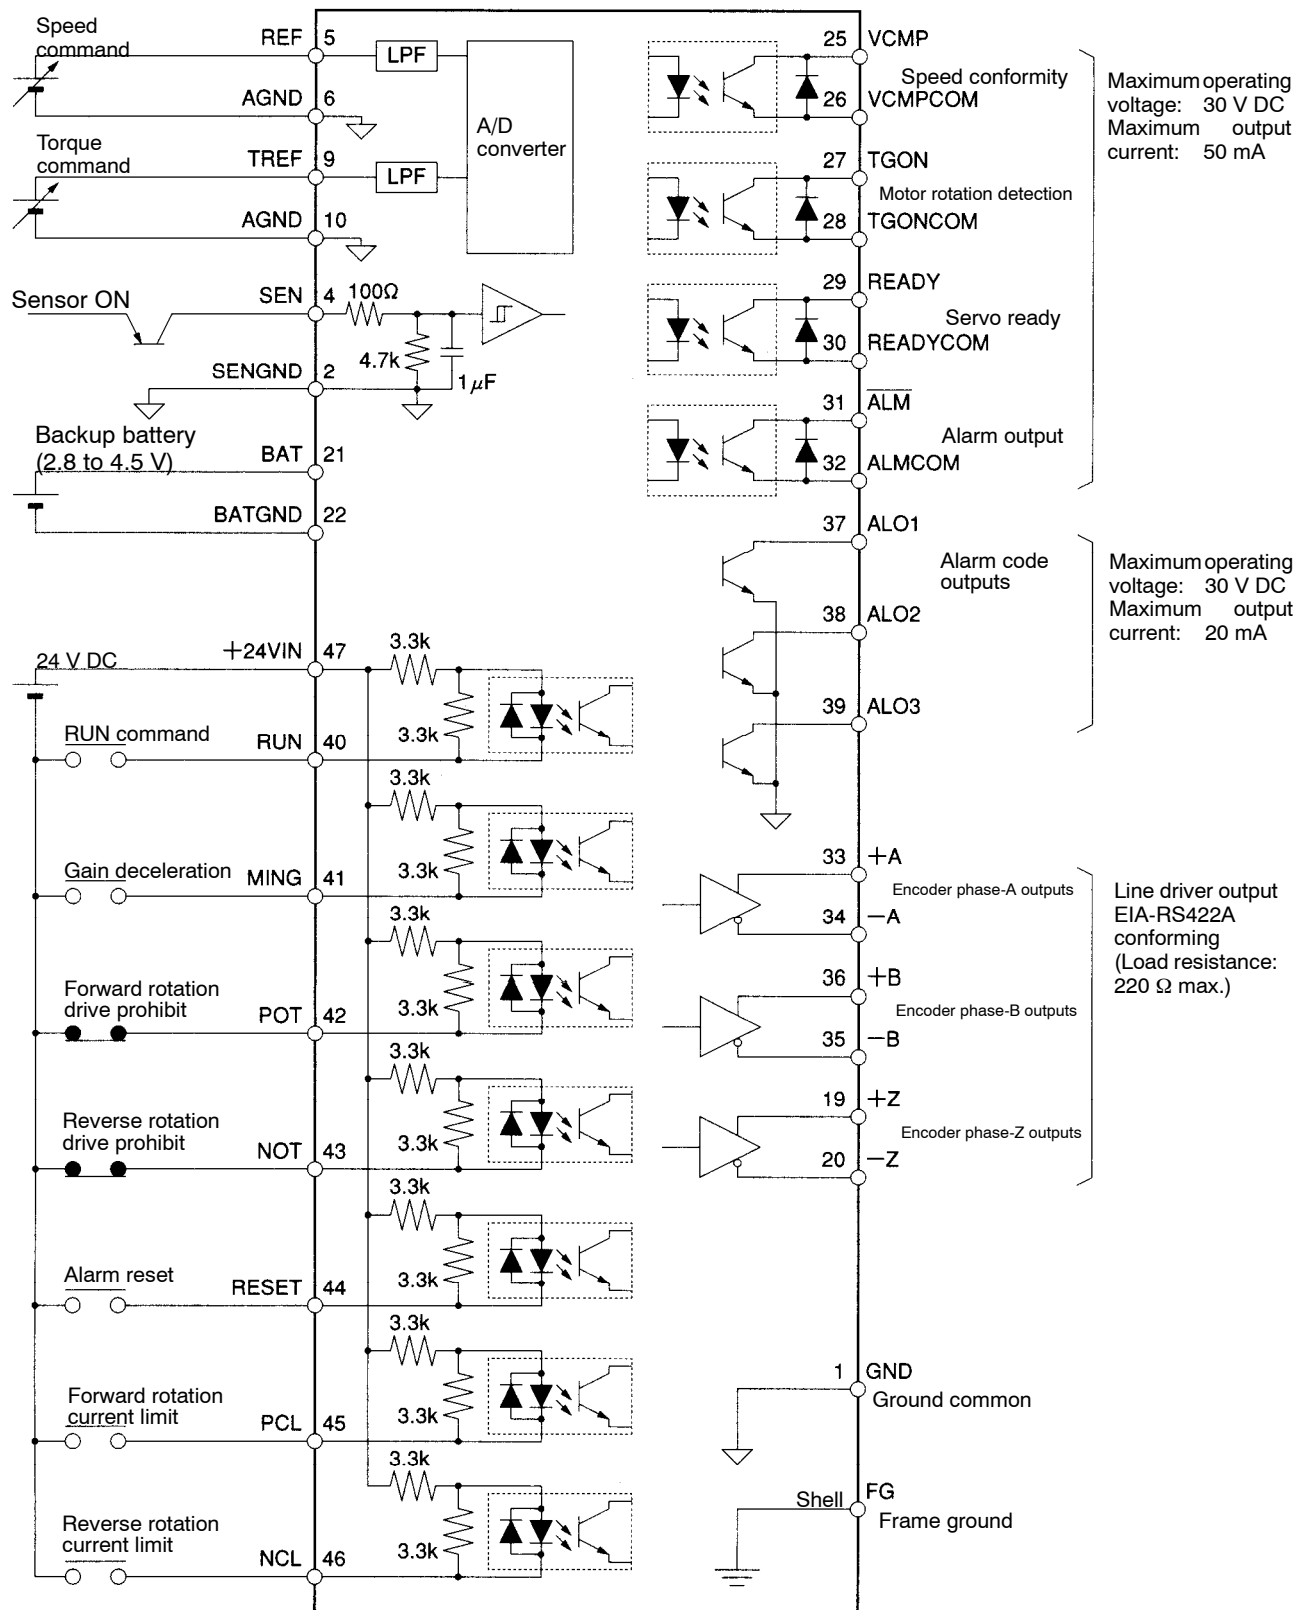 Speed
command
REF 5
LPF
AGND 6
A/D
converter
Torque
command
TREF 9
LPF
AGND 10
Sensor ON
SEN 4
100Ω
4.7k
1μF
SENGND 2
Backup battery
(2.8 to 4.5 V)
BAT 21
BATGND 22
24 V DC
+24VIN 47
3.3k
3.3k
RUN command
RUN 40
3.3k
3.3k
Gain deceleration
MING 41
3.3k
3.3k
Forward rotation
drive prohibit
POT 42
3.3k
3.3k
Reverse rotation
drive prohibit
NOT 43
3.3k
3.3k
Alarm reset
RESET 44
3.3k
3.3k
Forward rotation
current limit
PCL 45
3.3k
3.3k
Reverse rotation
current limit
NCL 46
25 VCMP
Speed conformity
26 VCMPCOM
27 TGON
Motor rotation detection
28 TGONCOM
29 READY
Servo ready
30 READYCOM
31 ALM
Alarm output
32 ALMCOM
Maximum operating
voltage: 30 V DC
Maximum output
current: 50 mA
37 ALO1
Alarm code
outputs
38 ALO2
39 ALO3
Maximum operating
voltage: 30 V DC
Maximum output
current: 20 mA
33 +A
Encoder phase-A outputs
34 −A
36 +B
Encoder phase-B outputs
35 −B
19 +Z
Encoder phase-Z outputs
20 −Z
Line driver output
EIA-RS422A
conforming
(Load resistance:
220 Ω max.)
1 GND
Ground common
Shell FG
Frame ground